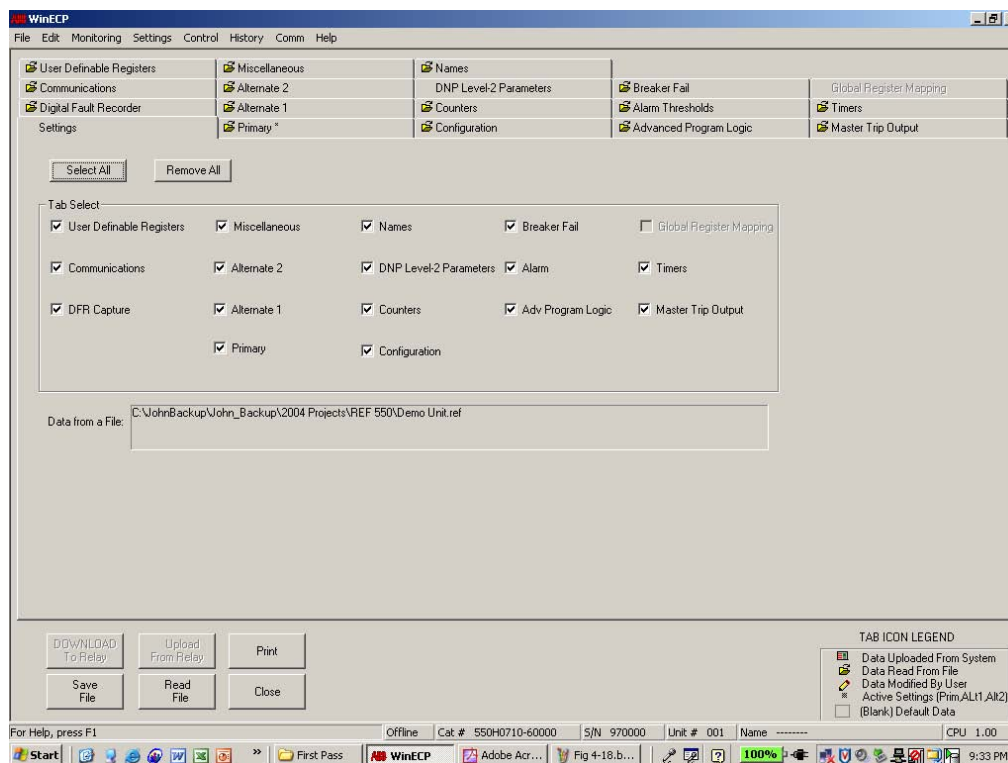 ABB WinECP
File Edit Monitoring Settings Control History Comm Help
User Definable Registers Miscellaneous Names
Communications Alternate 2 DNP Level-2 Parameters Breaker Fail Global Register Mapping
Digital Fault Recorder Alternate 1 Counters Alarm Thresholds Timers
Settings Primary * Configuration Advanced Program Logic Master Trip Output
Select All Remove All
Tab Select
User Definable Registers Miscellaneous Names Breaker Fail Global Register Mapping
Communications Alternate 2 DNP Level-2 Parameters Alarm Timers
DFR Capture Alternate 1 Counters Adv Program Logic Master Trip Output
Primary Configuration
Data from a File: C:\JohnBackup\John_Backup\2004 Projects\REF 550\Demo Unit.ref
DOWNLOAD To Relay
Upload From Relay
Print
Save File
Read File
Close
TAB ICON LEGEND
Data Uploaded From System
Data Read From File
Data Modified By User
* Active Settings (Prim,ALt1,Alt2)
(Blank) Default Data
For Help, press F1 Offline Cat # 550H0710-60000 S/N 970000 Unit # 001 Name -------- CPU 1.00
Start » First Pass ABB WinECP Adobe Acr... Fig 4-18.b... 100% 9:33 PM